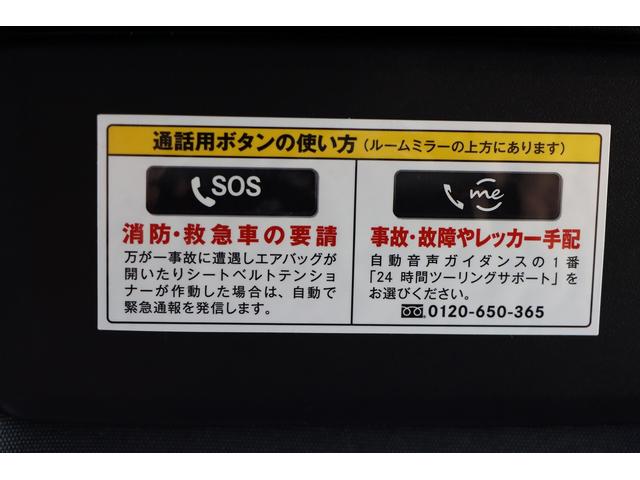 通話用ボタンの使い方(ルームミラーの上方にあります)
SOS
消防・救急車の要請
万が一事故に遭遇しエアバッグが
開いたりシートベルトテンショ
ナーが作動した場合は、自動で
緊急通報を発信します。
me
事故・故障やレッカー手配
自動音声ガイダンスの1番
「24 時間ツーリングサポート」を
お選びください。
0120-650-365